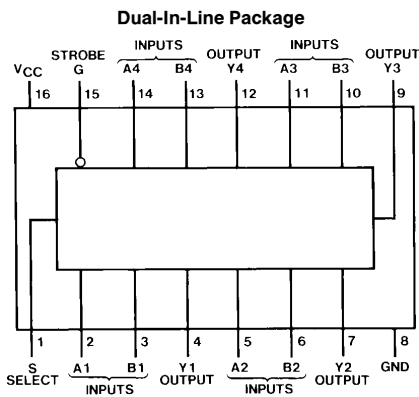 Dual-In-Line Package
STROBE INPUTS OUTPUT INPUTS OUTPUT
VCC G A4 B4 Y4 A3 B3 Y3
16 15 14 13 12 11 10 9
1 2 3 4 5 6 7 8
S A1 B1 Y1 A2 B2 Y2 GND
SELECT INPUTS OUTPUT INPUTS OUTPUT